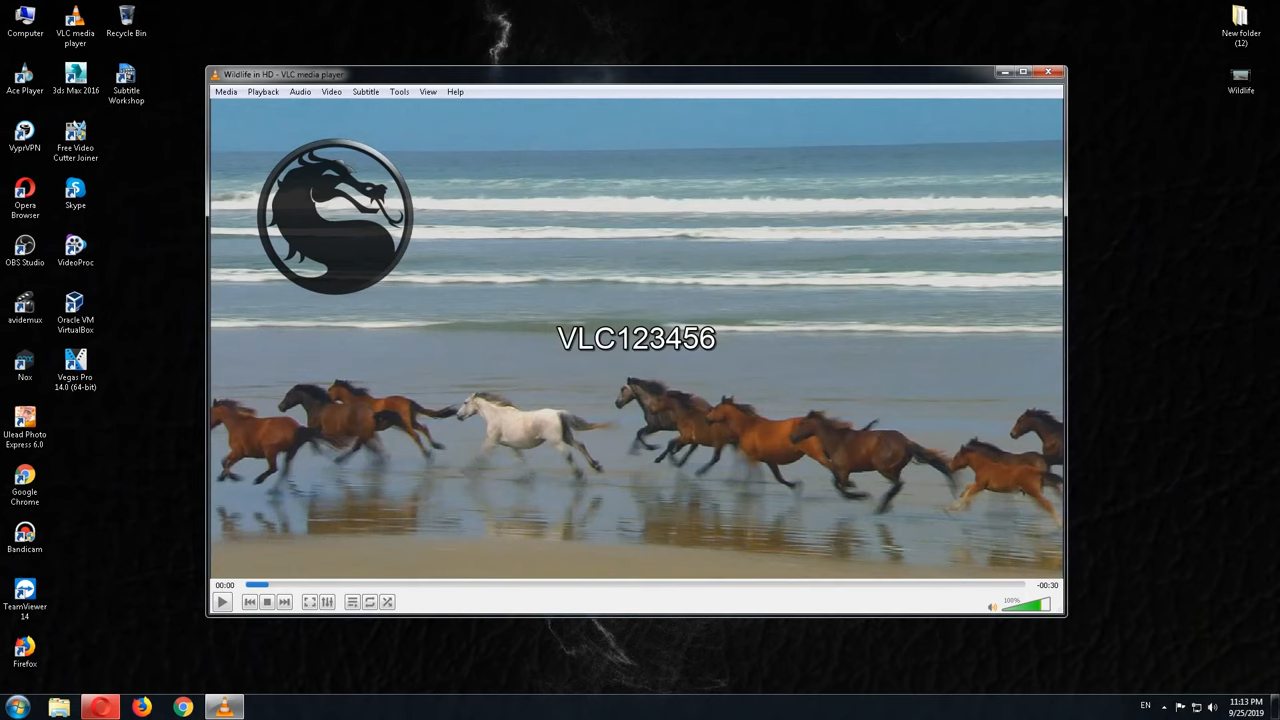 Computer
VLC media
player
Recycle Bin
New folder
(12)
Ace Player
3ds Max 2016
Subtitle
Workshop
Wildlife
VyprVPN
Free Video
Cutter Joiner
Opera
Browser
Skype
OBS Studio
VideoProc
avidemux
Oracle VM
VirtualBox
Nox
Vegas Pro
14.0 (64-bit)
Ulead Photo
Express 6.0
Google
Chrome
Bandicam
TeamViewer
14
Firefox
Wildlife in HD - VLC media player
Media Playback Audio Video Subtitle Tools View Help
VLC123456
00:00 -00:30
100%
EN
11:13 PM
9/25/2019